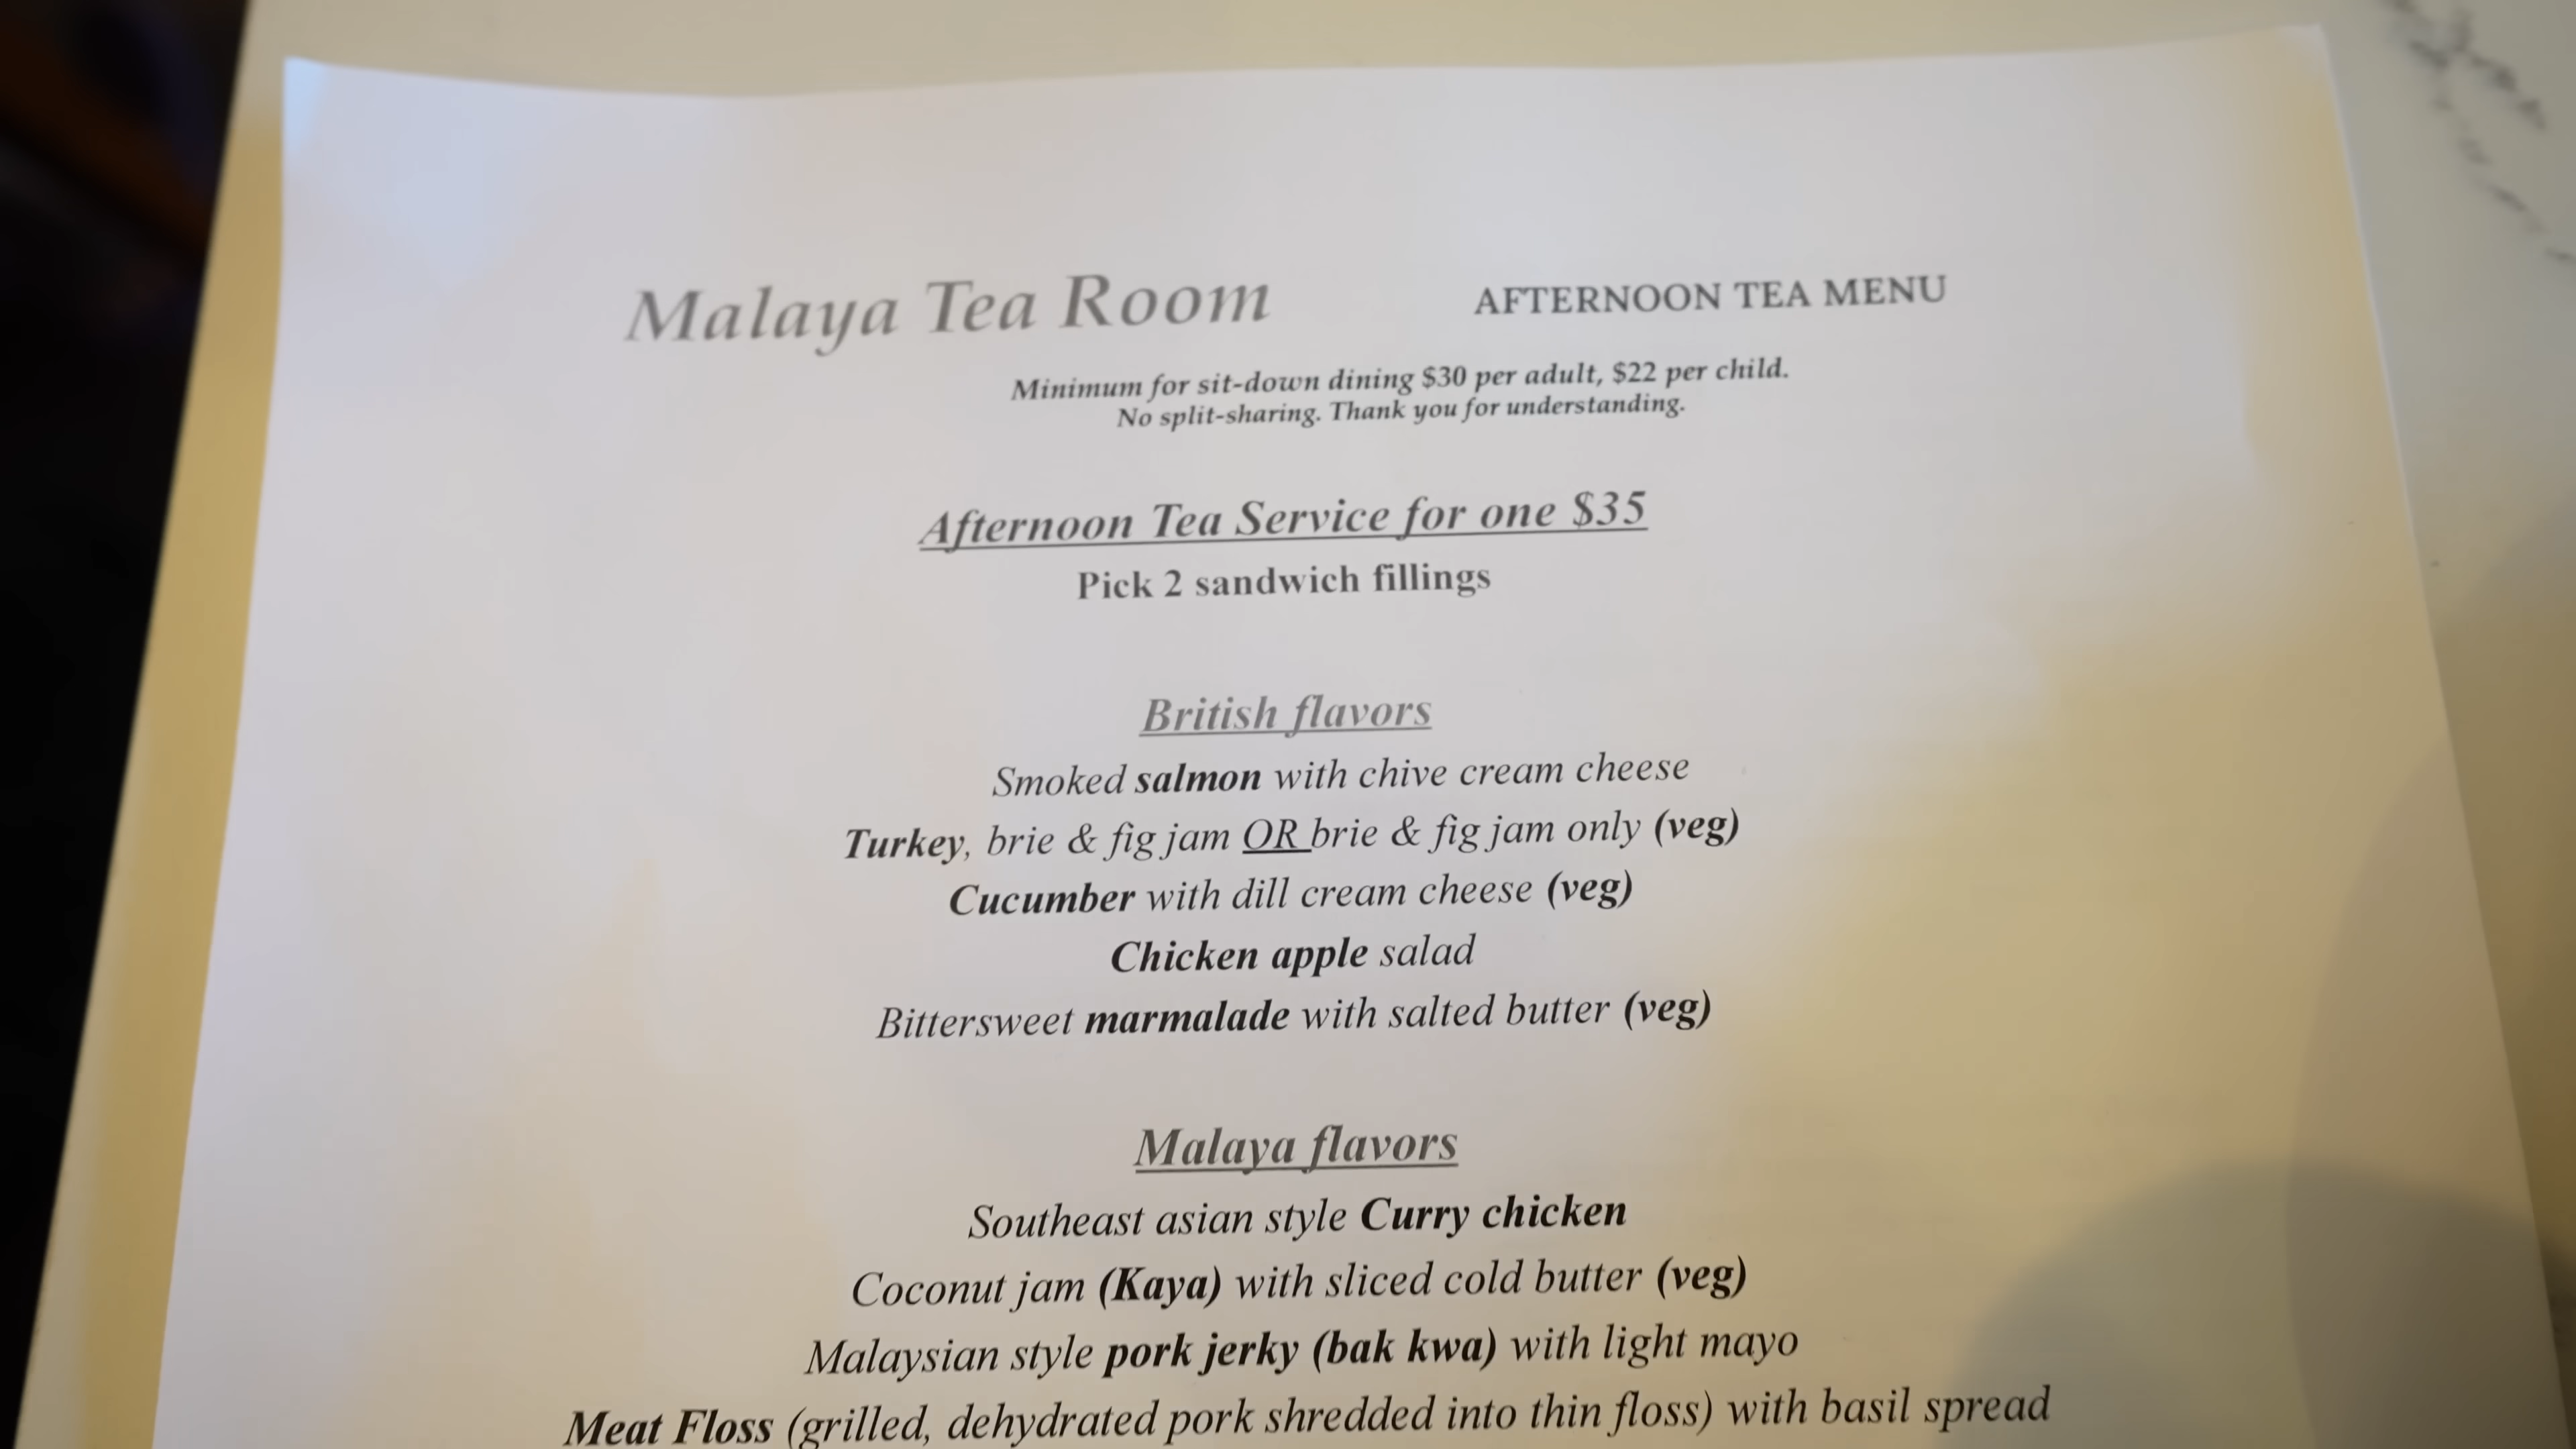 Malaya Tea Room
AFTERNOON TEA MENU
Minimum for sit-down dining $30 per adult, $22 per child.
No split-sharing. Thank you for understanding.
Afternoon Tea Service for one $35
Pick 2 sandwich fillings
British flavors
Smoked salmon with chive cream cheese
Turkey, brie & fig jam OR brie & fig jam only (veg)
Cucumber with dill cream cheese (veg)
Chicken apple salad
Bittersweet marmalade with salted butter (veg)
Malaya flavors
Southeast asian style Curry chicken
Coconut jam (Kaya) with sliced cold butter (veg)
Malaysian style pork jerky (bak kwa) with light mayo
Meat Floss (grilled, dehydrated pork shredded into thin floss) with basil spread